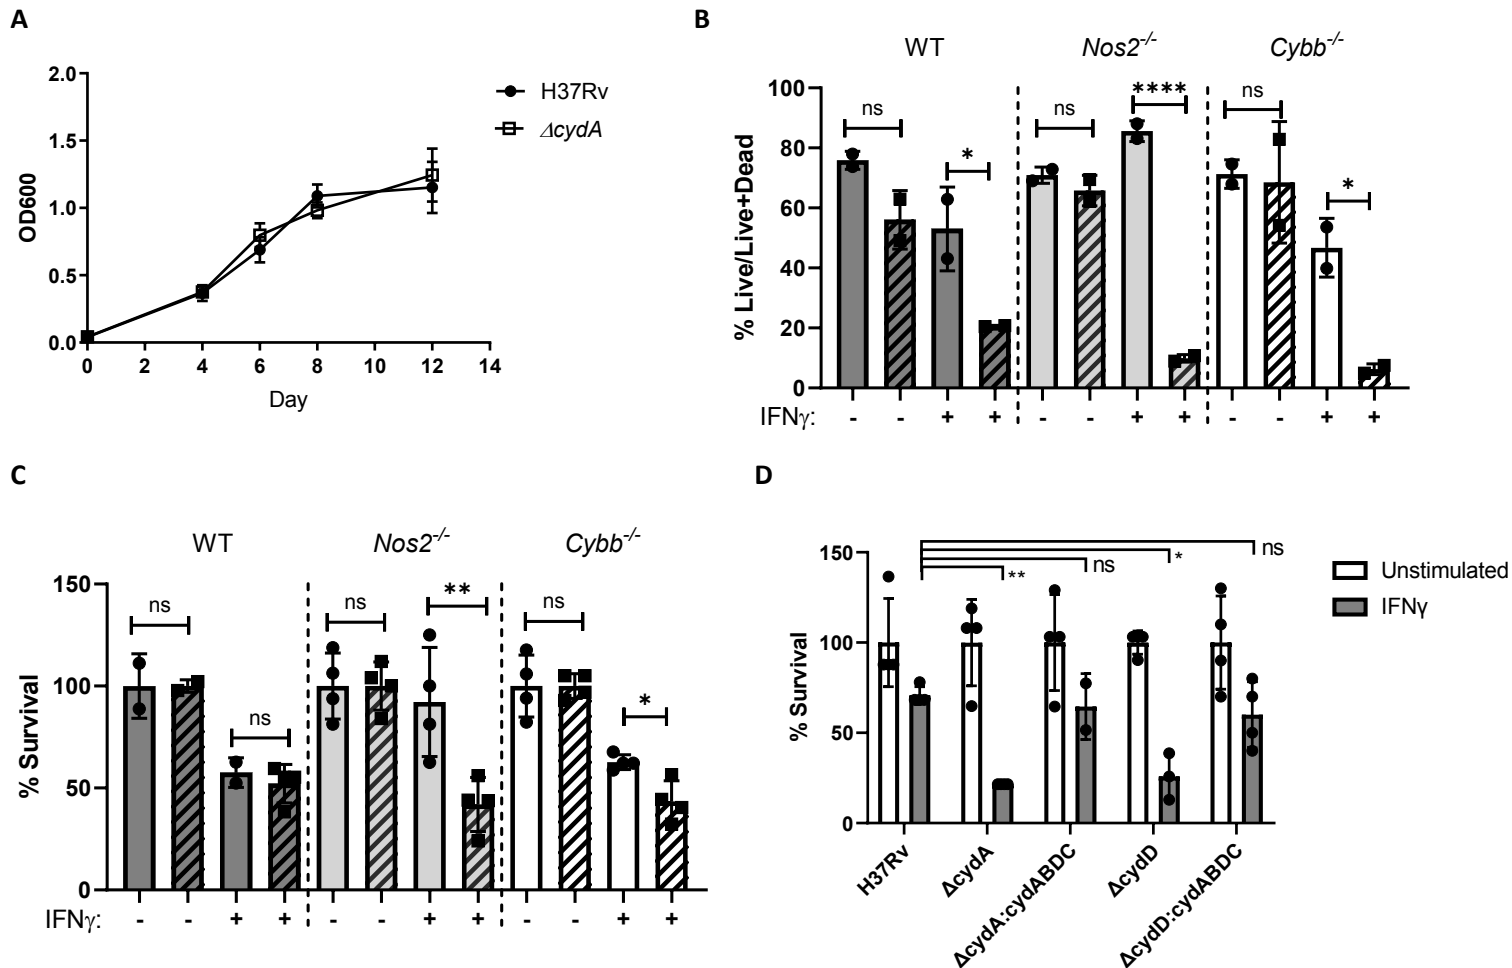 A
2.0
1.5
1.0
0.5
0.0
OD600
0 2 4 6 8 10 12 14
Day
H37Rv
ΔcydA
B
WT Nos2-/- Cybb-/-
100
80
60
40
20
0
% Live/Live+Dead
ns * ns **** ns *
IFNγ: - - + + - - + + - - + +
C
WT Nos2-/- Cybb-/-
150
100
50
0
% Survival
ns ns ns ** ns *
IFNγ: - - + + - - + + - - + +
D
150
100
50
0
% Survival
** ns * ns
Unstimulated
IFNγ
H37Rv
ΔcydA
ΔcydA:cydABDC
ΔcydD
ΔcydD:cydABDC